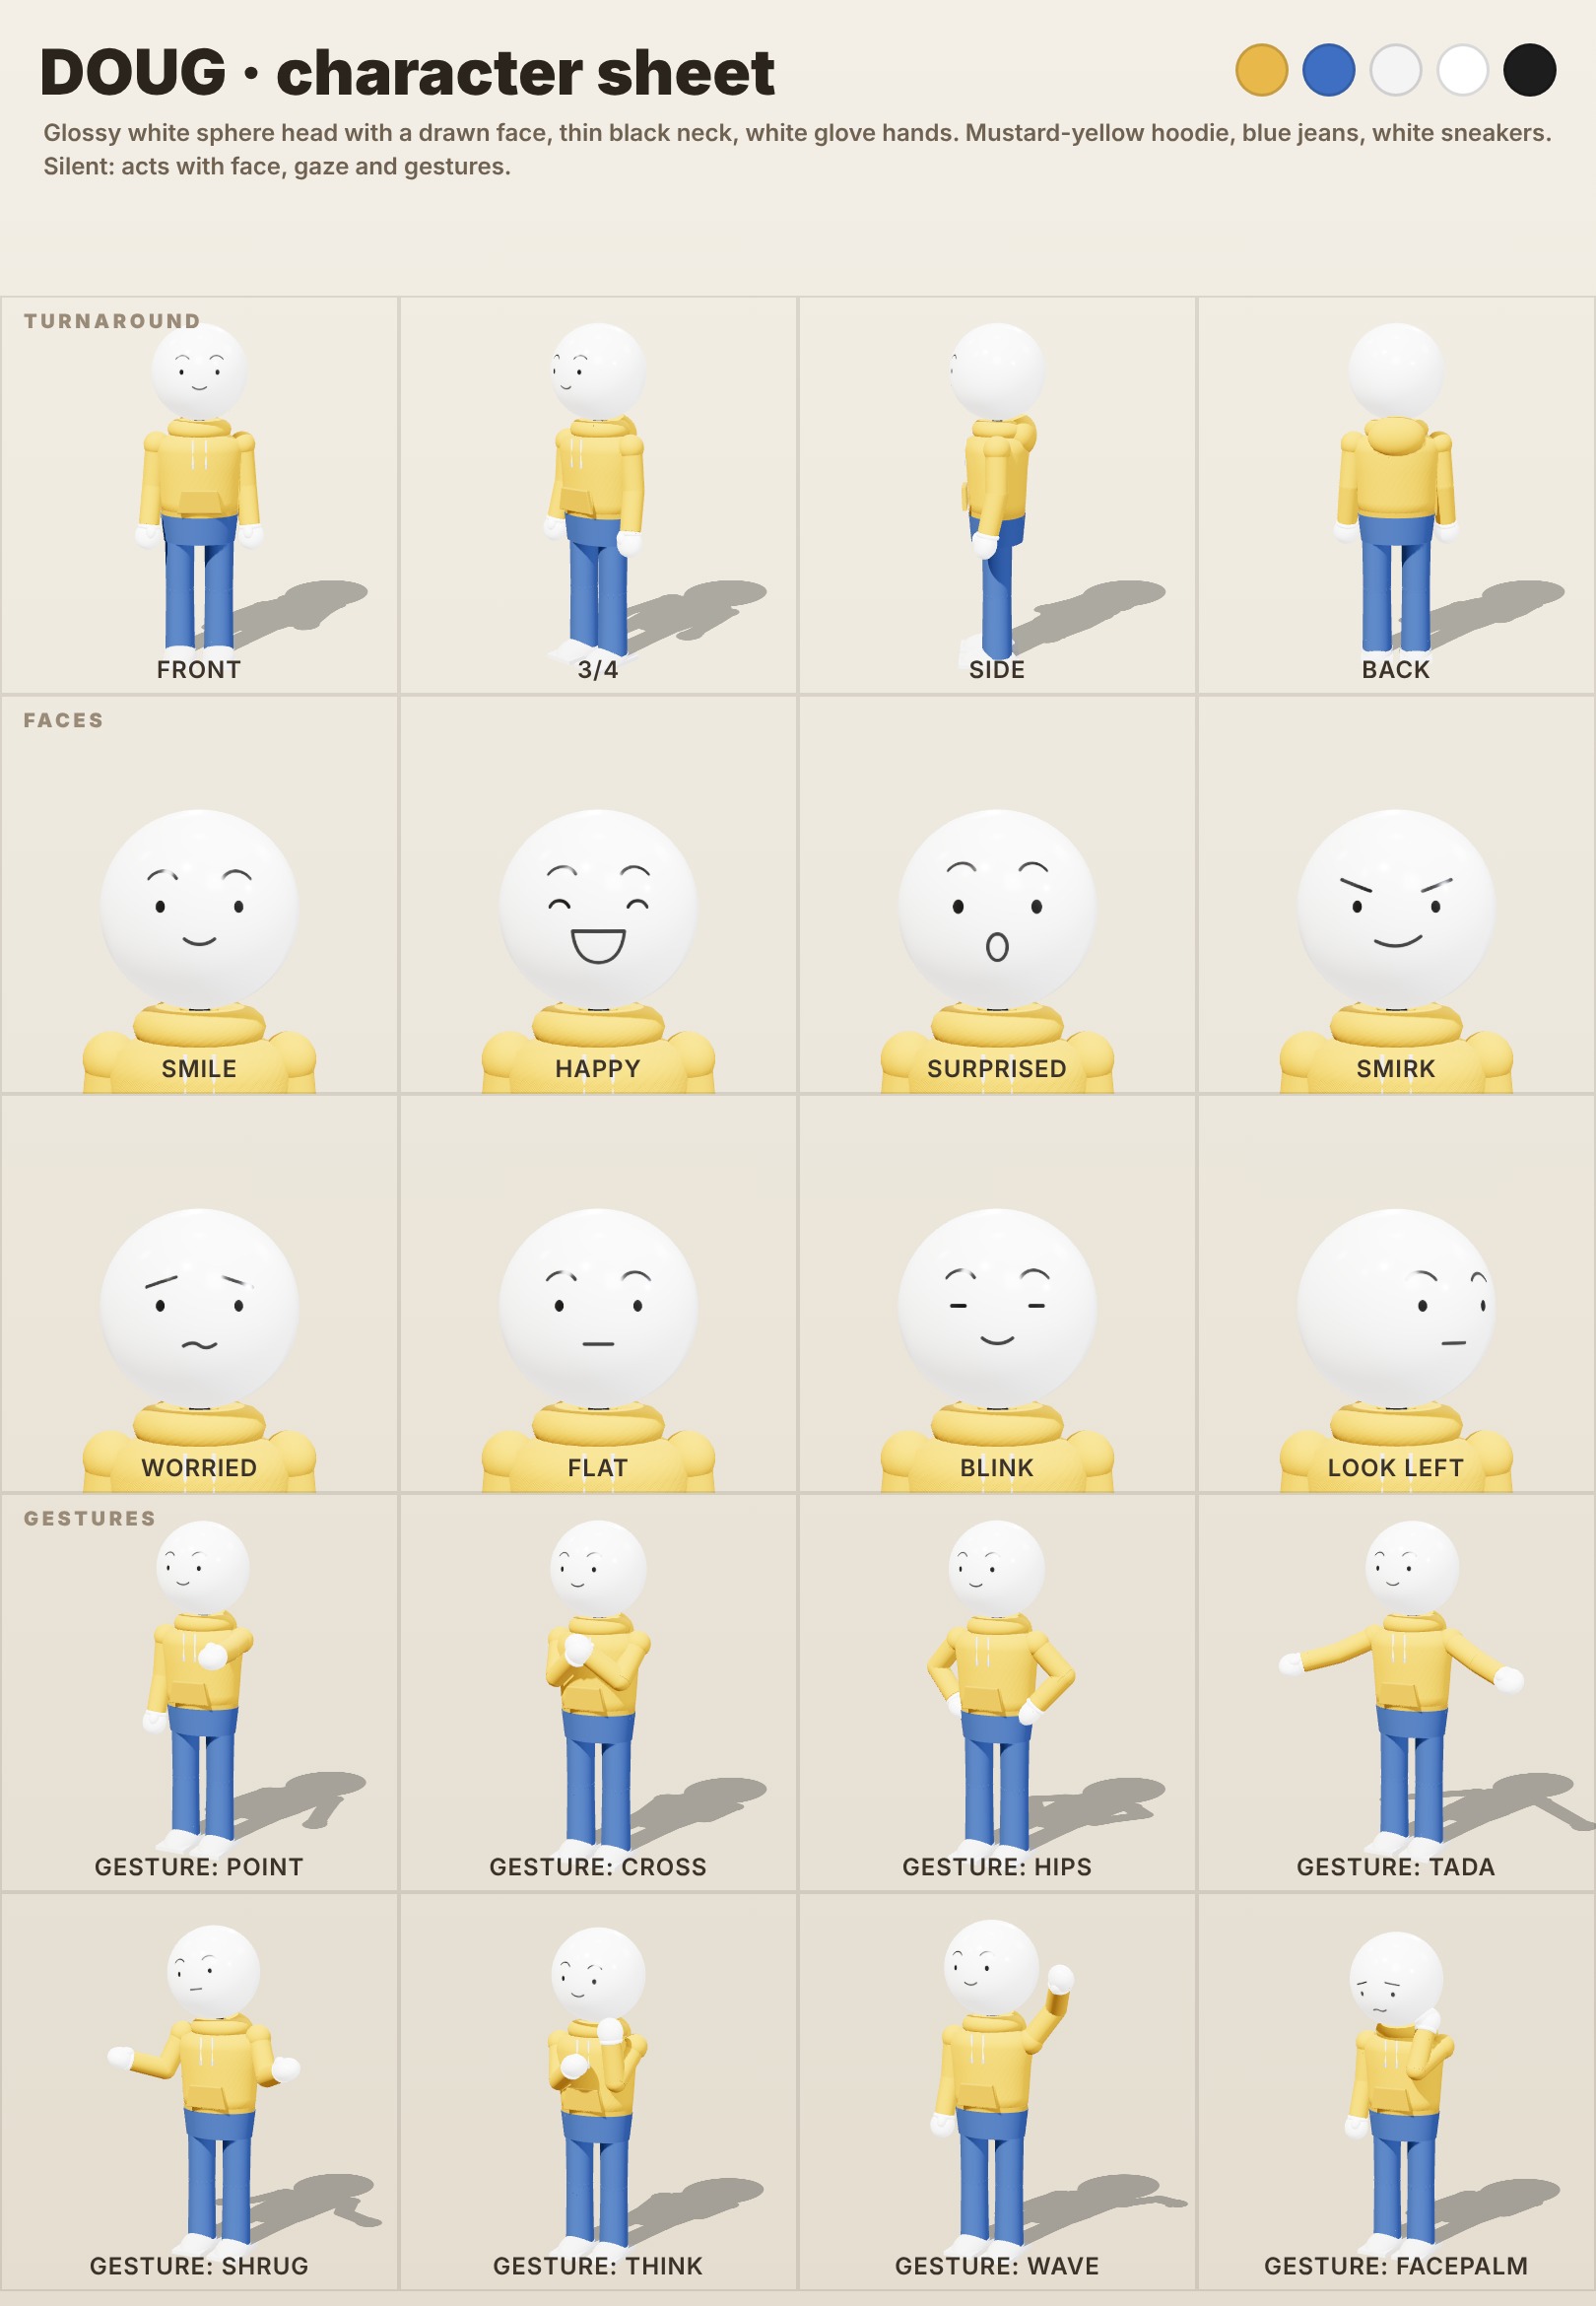 DOUG · character sheet
Glossy white sphere head with a drawn face, thin black neck, white glove hands. Mustard-yellow hoodie, blue jeans, white sneakers.
Silent: acts with face, gaze and gestures.
TURNAROUND
FRONT
3/4
SIDE
BACK
FACES
SMILE
HAPPY
SURPRISED
SMIRK
WORRIED
FLAT
BLINK
LOOK LEFT
GESTURES
GESTURE: POINT
GESTURE: CROSS
GESTURE: HIPS
GESTURE: TADA
GESTURE: SHRUG
GESTURE: THINK
GESTURE: WAVE
GESTURE: FACEPALM